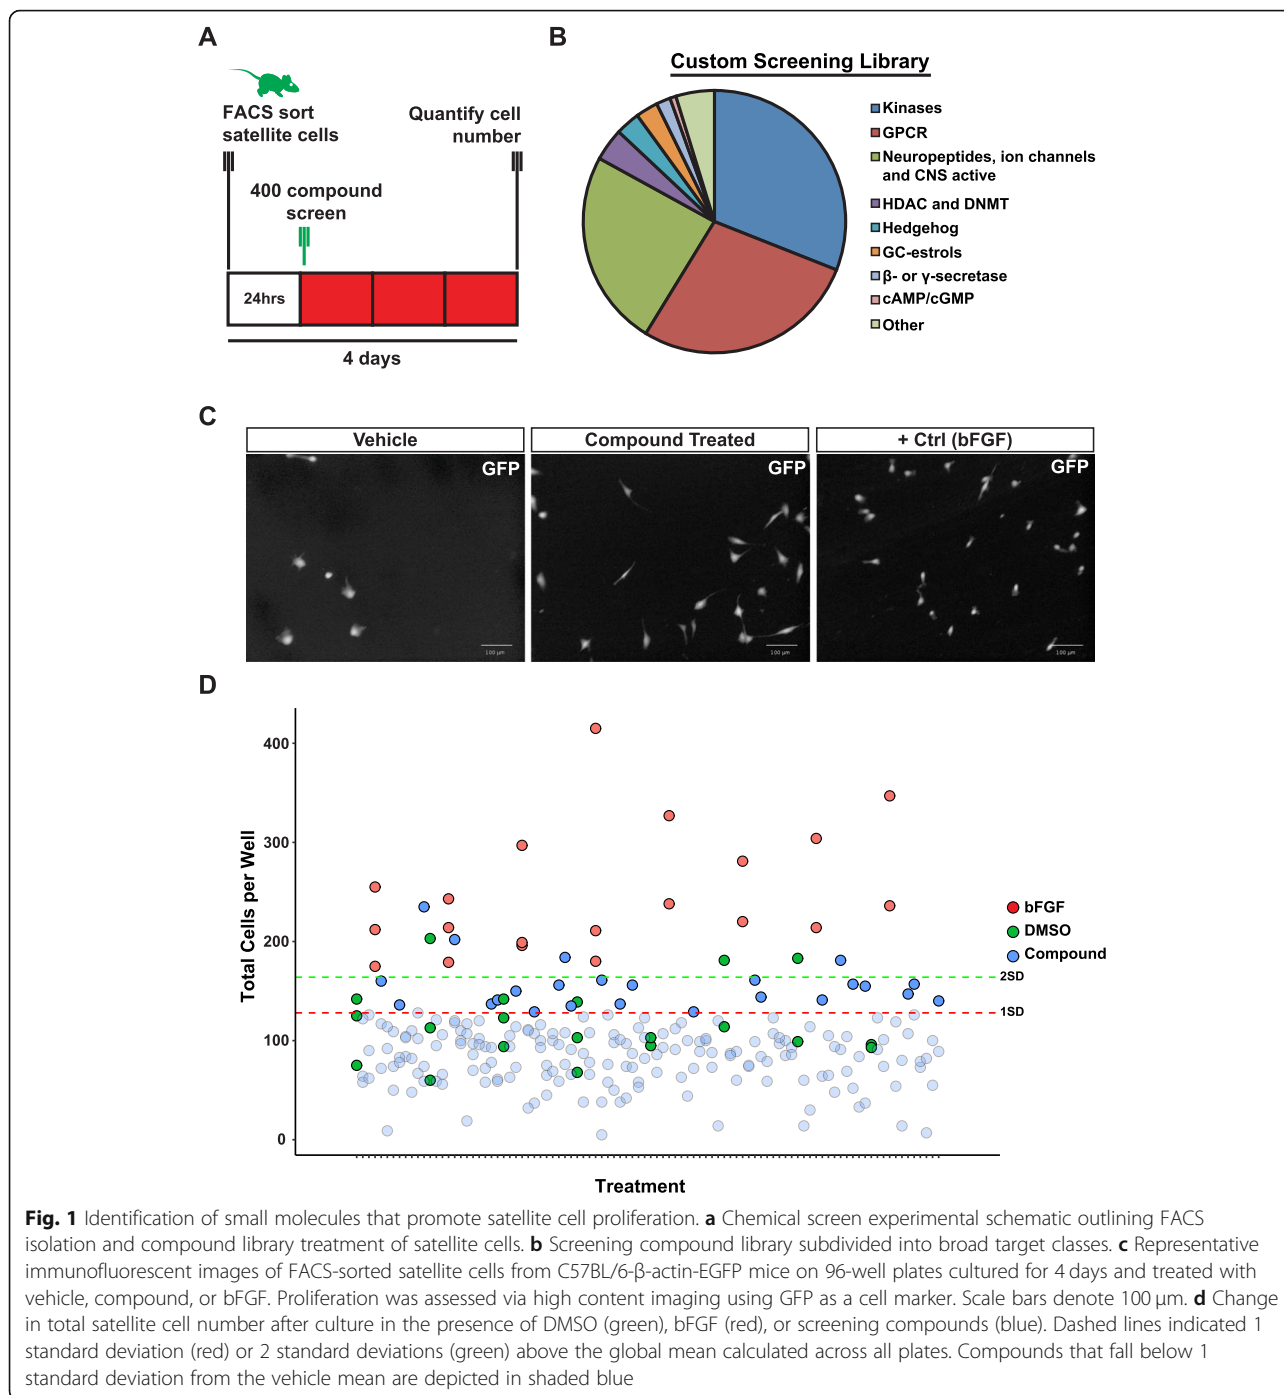 A
FACS sort
satellite cells
Quantify cell
number
400 compound
screen
24hrs
4 days
B
Custom Screening Library
Kinases
GPCR
Neuropeptides, ion channels
and CNS active
HDAC and DNMT
Hedgehog
GC-estrols
β- or γ-secretase
cAMP/cGMP
Other
C
Vehicle
Compound Treated
+ Ctrl (bFGF)
GFP
GFP
GFP
100 µm
100 µm
100 µm
D
Total Cells per Well
400
300
200
100
0
2SD
1SD
bFGF
DMSO
Compound
Treatment
Fig. 1 Identification of small molecules that promote satellite cell proliferation. a Chemical screen experimental schematic outlining FACS
isolation and compound library treatment of satellite cells. b Screening compound library subdivided into broad target classes. c Representative
immunofluorescent images of FACS-sorted satellite cells from C57BL/6-β-actin-EGFP mice on 96-well plates cultured for 4 days and treated with
vehicle, compound, or bFGF. Proliferation was assessed via high content imaging using GFP as a cell marker. Scale bars denote 100 μm. d Change
in total satellite cell number after culture in the presence of DMSO (green), bFGF (red), or screening compounds (blue). Dashed lines indicated 1
standard deviation (red) or 2 standard deviations (green) above the global mean calculated across all plates. Compounds that fall below 1
standard deviation from the vehicle mean are depicted in shaded blue